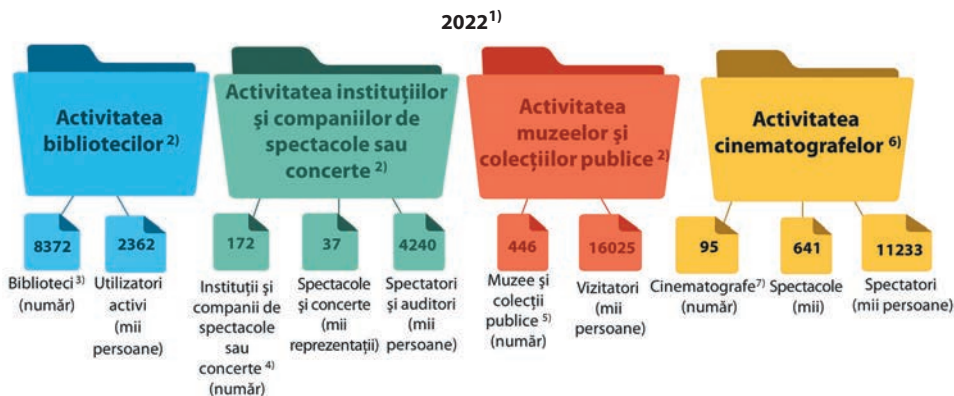 2022¹⁾
Activitatea
bibliotecilor ²⁾
8372
Biblioteci ³⁾
(număr)
2362
Utilizatori
activi
(mii
persoane)
Activitatea instituțiilor
și companiilor de
spectacole sau
concerte ²⁾
172
Instituții și
companii de
spectacole
sau
concerte ⁴⁾
(număr)
37
Spectacole
și concerte
(mii
reprezentații)
4240
Spectatori
și auditori
(mii
persoane)
Activitatea
muzeelor și
colecțiilor publice ²⁾
446
Muzee și
colecții
publice ⁵⁾
(număr)
16025
Vizitatori
(mii
persoane)
Activitatea
cinematografelor ⁶⁾
95
Cinematografe⁷⁾
(număr)
641
Spectacole
(mii)
11233
Spectatori
(mii persoane)